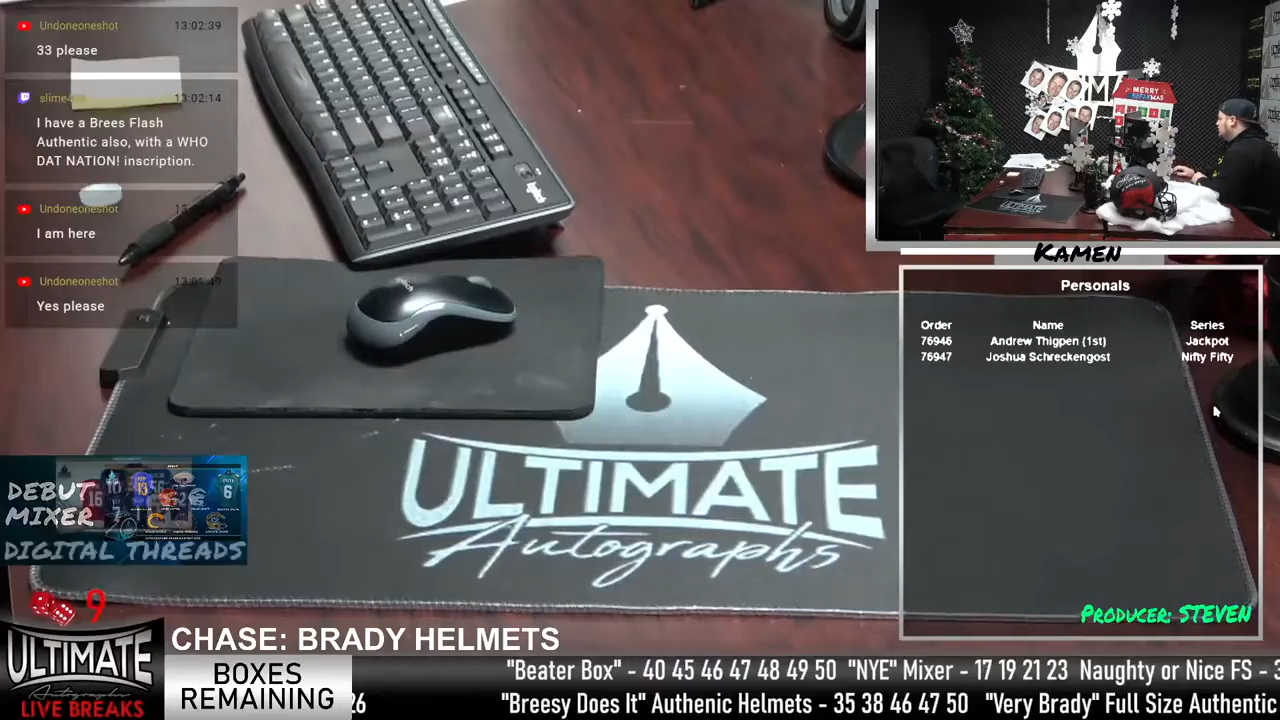 Undoneoneshot 13:02:39
33 please
13:02:14
I have a Brees Flash
Authentic also, with a WHO
DAT NATION! inscription.
Undoneoneshot
I am here
Undoneoneshot
Yes please
logitech
MERRY
KAMEN
Personals
Order Name Series
76946 Andrew Thigpen (1st) Jackpot
76947 Joshua Schreckengost Nifty Fifty
ULTIMATE
Autographs
DEBUT
MIXER
DIGITAL THREADS
PRODUCER: STEVEN
9
ULTIMATE
Autographs
LIVE BREAKS
CHASE: BRADY HELMETS
BOXES
REMAINING
"Beater Box" - 40 45 46 47 48 49 50 "NYE" Mixer - 17 19 21 23 Naughty or Nice FS - 3
26 "Breesy Does It" Authenic Helmets - 35 38 46 47 50 "Very Brady" Full Size Authentic